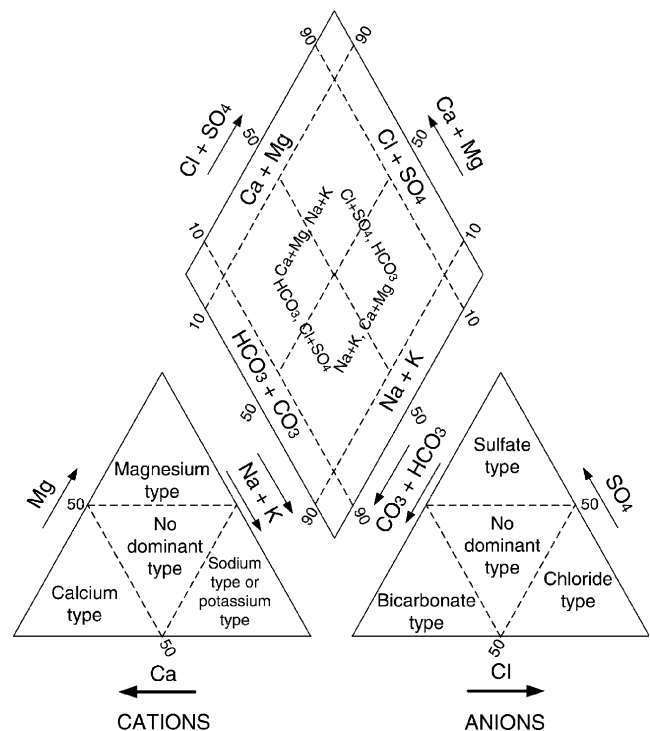 90
90
Cl + SO4
50
Ca + Mg
Cl + SO4
50
Ca + Mg
Ca+Mg, Na+K
Cl+SO4, HCO3
10
10
HCO3, Cl+SO4
Na+K, Ca+Mg
10
10
HCO3 + CO3
Na + K
50
50
Mg
Magnesium
type
Na + K
90
90
CO3 + HCO3
Sulfate
type
SO4
50
50
No
dominant
type
No
dominant
type
Calcium
type
Sodium
type or
potassium
type
Bicarbonate
type
Chloride
type
50
50
Ca
Cl
CATIONS
ANIONS